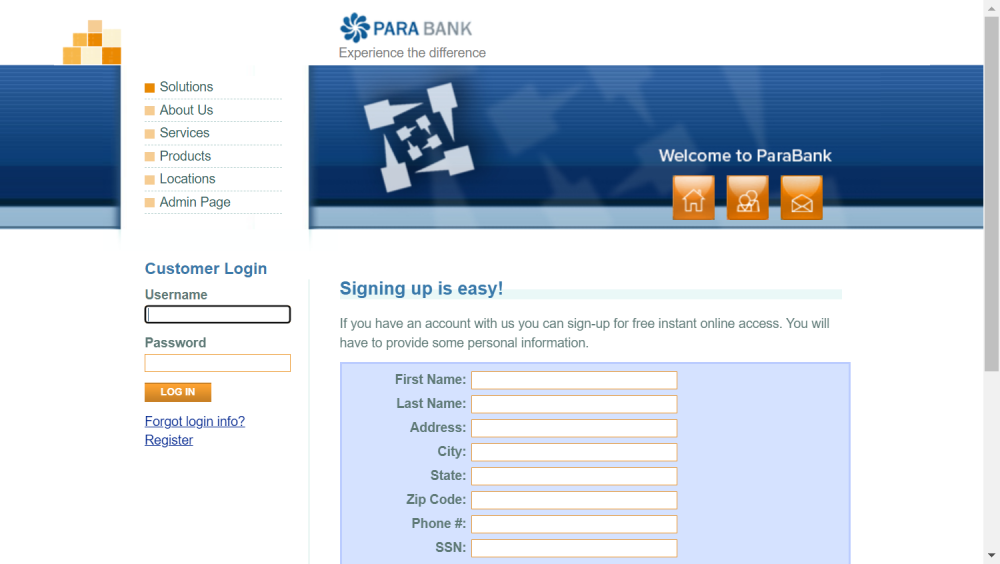 PARA BANK
Experience the difference
Solutions
About Us
Services
Products
Locations
Admin Page
Welcome to ParaBank
Customer Login
Username
Password
LOG IN
Forgot login info?
Register
Signing up is easy!
If you have an account with us you can sign-up for free instant online access. You will
have to provide some personal information.
First Name:
Last Name:
Address:
City:
State:
Zip Code:
Phone #:
SSN: